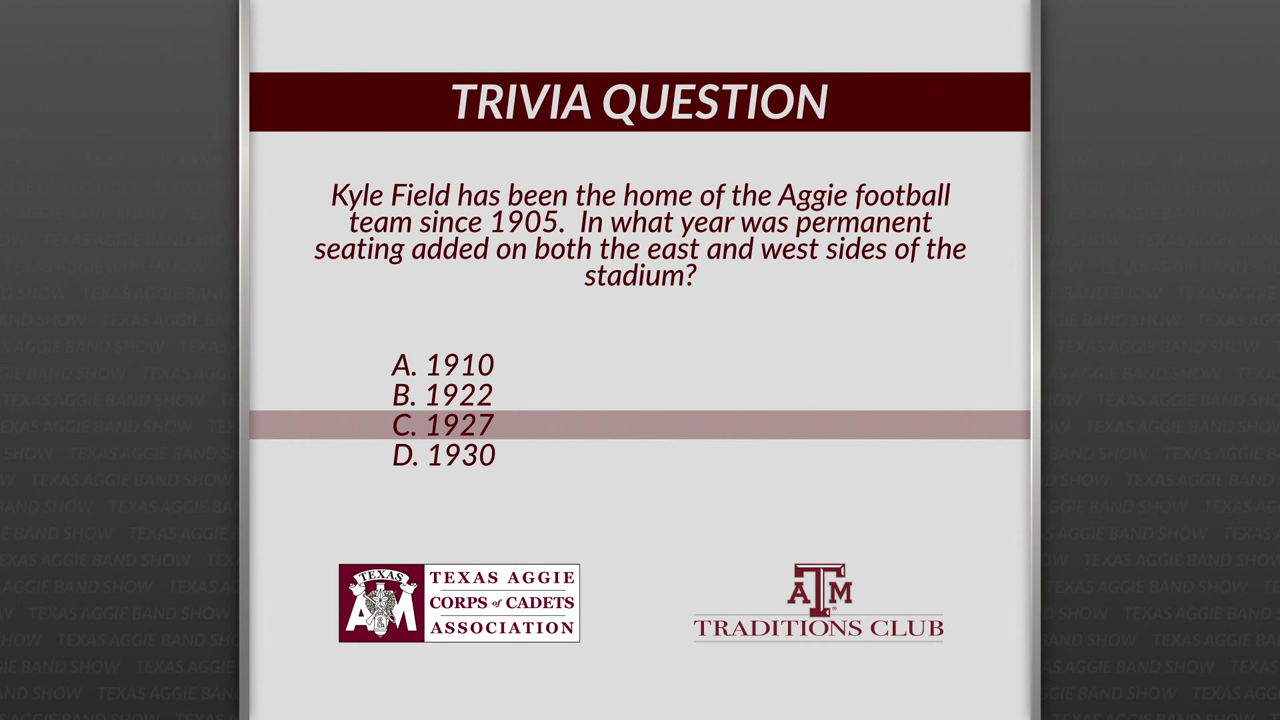 TRIVIA QUESTION
Kyle Field has been the home of the Aggie football
team since 1905.  In what year was permanent
seating added on both the east and west sides of the
stadium?
A. 1910
B. 1922
C. 1927
D. 1930
TEXAS
A M
TEXAS AGGIE
CORPS of CADETS
ASSOCIATION
ATM
TRADITIONS CLUB
TEXAS AGGIE BAND SHOW